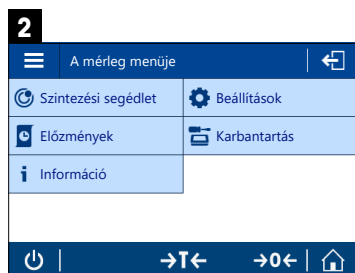 2
A mérleg menüje
Szintezési segédlet
Beállítások
Előzmények
Karbantartás
Információ
→T← →0←